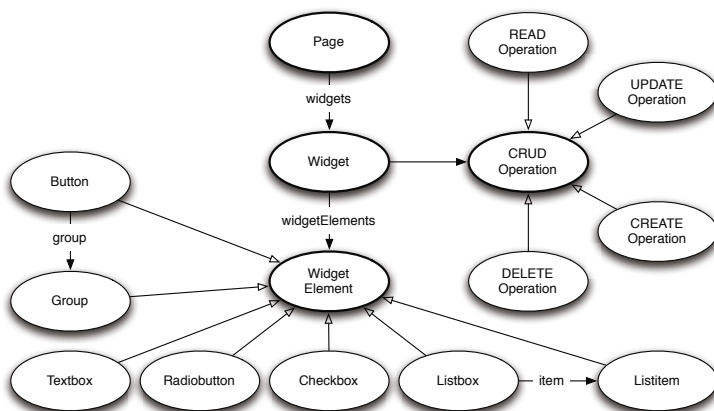 Page
READ
Operation
widgets
UPDATE
Operation
Widget
CRUD
Operation
Button
widgetElements
group
CREATE
Operation
Widget
Element
DELETE
Operation
Group
Textbox
Radiobutton
Checkbox
Listbox
item
Listitem